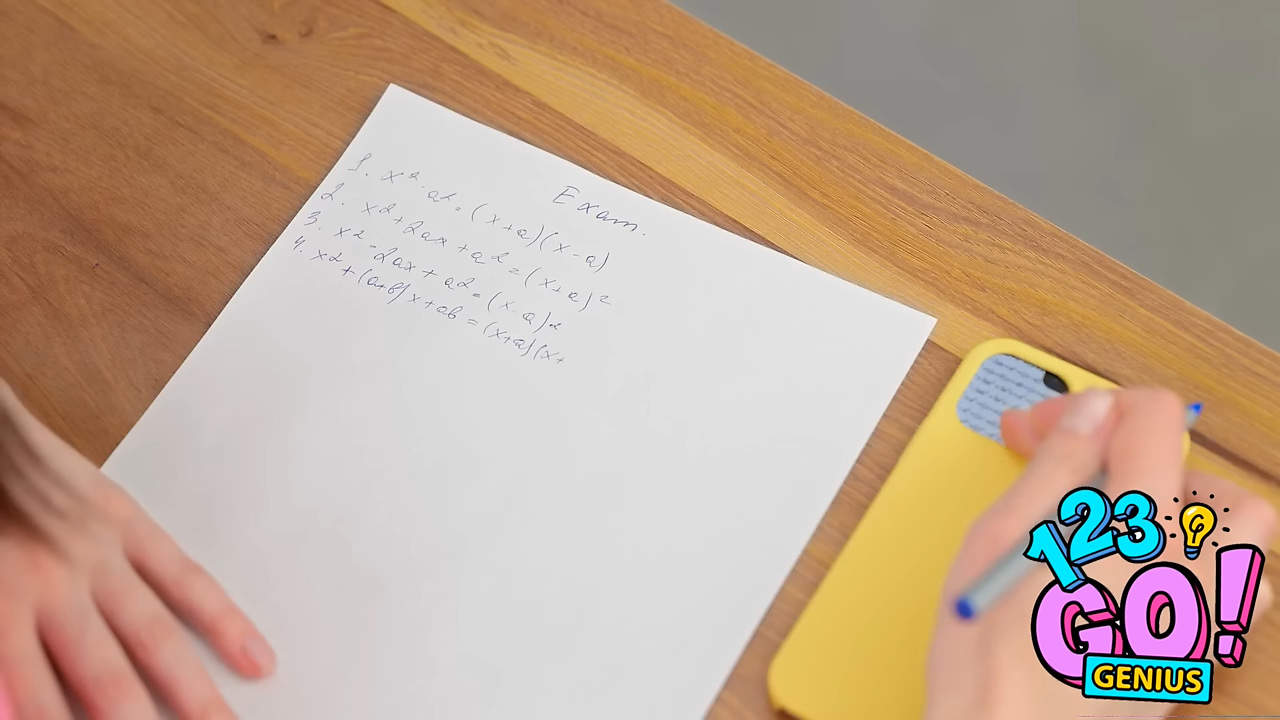 Exam.
1. x²-a²=(x+a)(x-a)
2. x²+2ax+a²=(x+a)²
3. x²-2ax+a²=(x-a)²
4. x²+(a+b)x+ab=(x+a)(x+
123
GO!
GENIUS